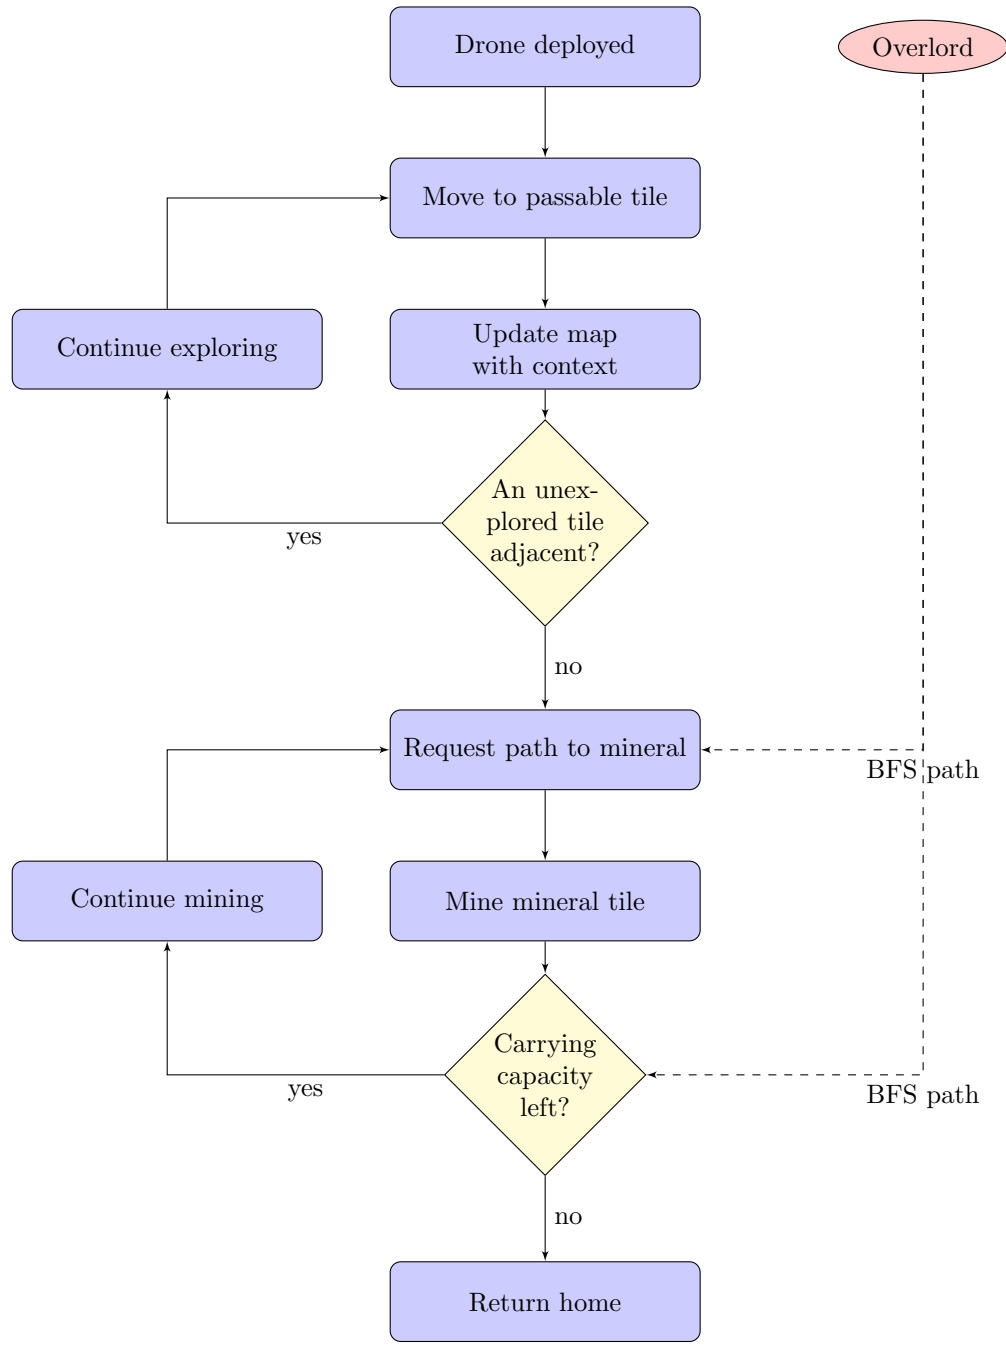 Drone deployed
Overlord
Move to passable tile
Continue exploring
Update map
with context
An unex-
plored tile
adjacent?
yes
no
Request path to mineral
BFS path
Continue mining
Mine mineral tile
Carrying
capacity
left?
yes
BFS path
no
Return home